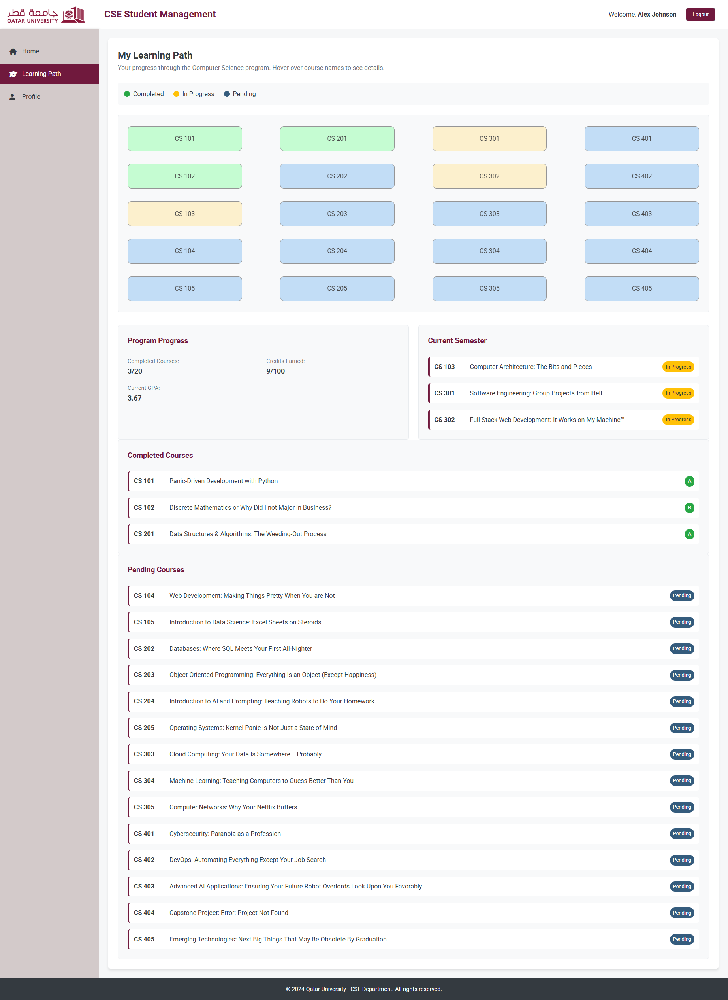 جامعة قطر
QATAR UNIVERSITY
CSE Student Management
Welcome, Alex Johnson
Logout
Home
Learning Path
Profile
My Learning Path
Your progress through the Computer Science program. Hover over course names to see details.
Completed In Progress Pending
CS 101 CS 201 CS 301 CS 401
CS 102 CS 202 CS 302 CS 402
CS 103 CS 203 CS 303 CS 403
CS 104 CS 204 CS 304 CS 404
CS 105 CS 205 CS 305 CS 405
Program Progress
Completed Courses: Credits Earned:
3/20 9/100
Current GPA:
3.67
Current Semester
CS 103 Computer Architecture: The Bits and Pieces In Progress
CS 301 Software Engineering: Group Projects from Hell In Progress
CS 302 Full-Stack Web Development: It Works on My Machine™ In Progress
Completed Courses
CS 101 Panic-Driven Development with Python A
CS 102 Discrete Mathematics or Why Did I not Major in Business? B
CS 201 Data Structures & Algorithms: The Weeding-Out Process A
Pending Courses
CS 104 Web Development: Making Things Pretty When You are Not Pending
CS 105 Introduction to Data Science: Excel Sheets on Steroids Pending
CS 202 Databases: Where SQL Meets Your First All-Nighter Pending
CS 203 Object-Oriented Programming: Everything Is an Object (Except Happiness) Pending
CS 204 Introduction to AI and Prompting: Teaching Robots to Do Your Homework Pending
CS 205 Operating Systems: Kernel Panic is Not Just a State of Mind Pending
CS 303 Cloud Computing: Your Data Is Somewhere... Probably Pending
CS 304 Machine Learning: Teaching Computers to Guess Better Than You Pending
CS 305 Computer Networks: Why Your Netflix Buffers Pending
CS 401 Cybersecurity: Paranoia as a Profession Pending
CS 402 DevOps: Automating Everything Except Your Job Search Pending
CS 403 Advanced AI Applications: Ensuring Your Future Robot Overlords Look Upon You Favorably Pending
CS 404 Capstone Project: Error: Project Not Found Pending
CS 405 Emerging Technologies: Next Big Things That May Be Obsolete By Graduation Pending
© 2024 Qatar University - CSE Department. All rights reserved.